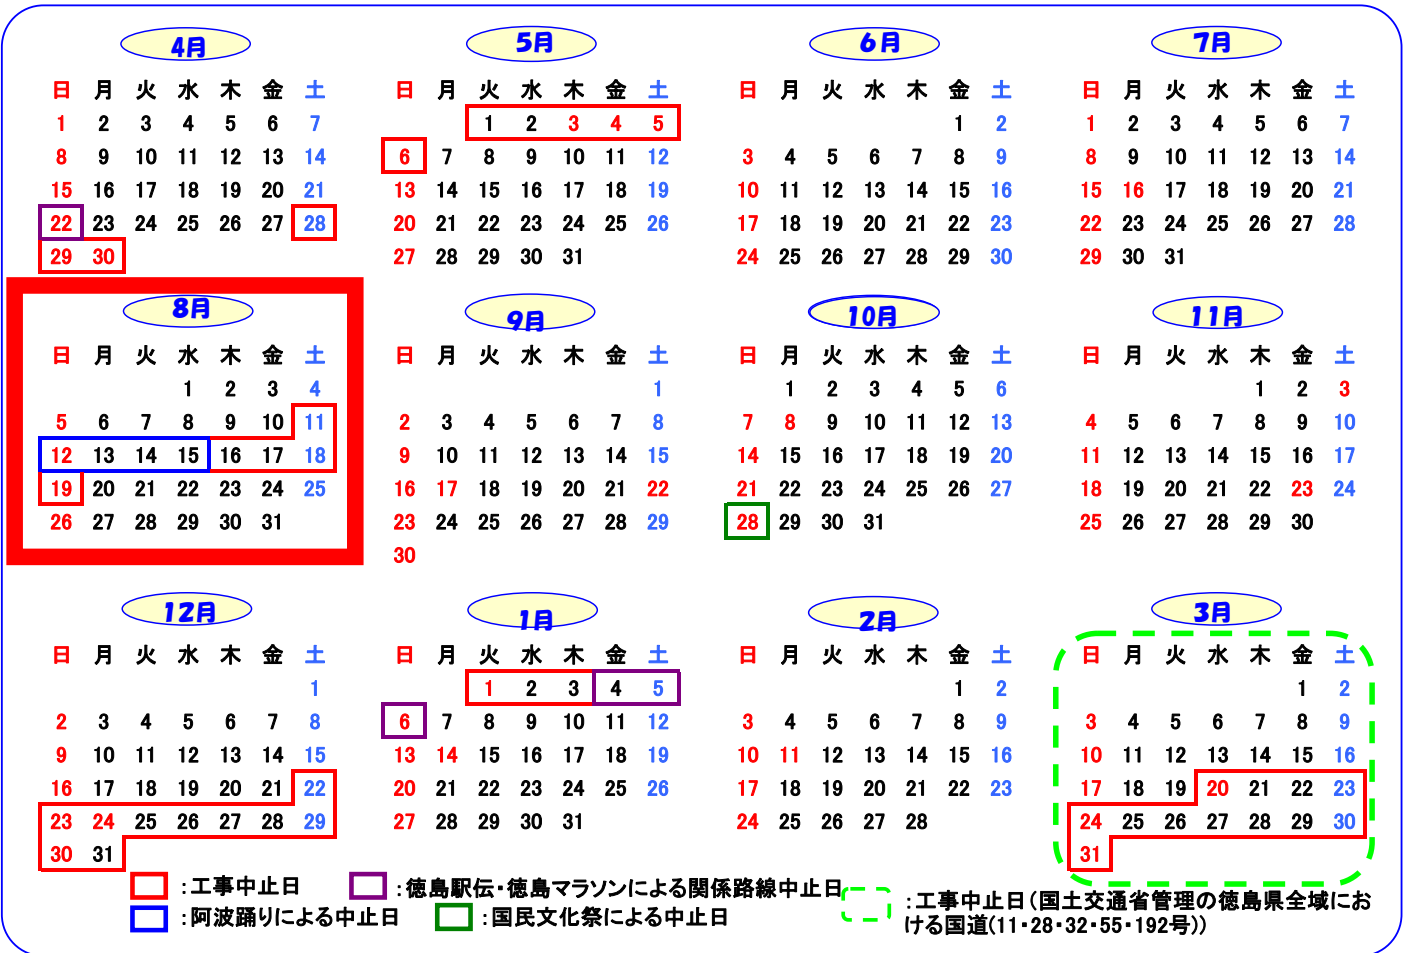 4月 5月 6月 7月
日 月 火 水 木 金 土 日 月 火 水 木 金 土 日 月 火 水 木 金 土 日 月 火 水 木 金 土
1 2 3 4 5 6 7 1 2 3 4 5 1 2 1 2 3 4 5 6 7
8 9 10 11 12 13 14 6 7 8 9 10 11 12 3 4 5 6 7 8 9 8 9 10 11 12 13 14
15 16 17 18 19 20 21 13 14 15 16 17 18 19 10 11 12 13 14 15 16 15 16 17 18 19 20 21
22 23 24 25 26 27 28 20 21 22 23 24 25 26 17 18 19 20 21 22 23 22 23 24 25 26 27 28
29 30 27 28 29 30 31 24 25 26 27 28 29 30 29 30 31
8月 9月 10月 11月
日 月 火 水 木 金 土 日 月 火 水 木 金 土 日 月 火 水 木 金 土 日 月 火 水 木 金 土
1 2 3 4 1 1 2 3 4 5 6 1 2 3
5 6 7 8 9 10 11 2 3 4 5 6 7 8 7 8 9 10 11 12 13 4 5 6 7 8 9 10
12 13 14 15 16 17 18 9 10 11 12 13 14 15 14 15 16 17 18 19 20 11 12 13 14 15 16 17
19 20 21 22 23 24 25 16 17 18 19 20 21 22 21 22 23 24 25 26 27 18 19 20 21 22 23 24
26 27 28 29 30 31 23 24 25 26 27 28 29 28 29 30 31 25 26 27 28 29 30
30
12月 1月 2月 3月
日 月 火 水 木 金 土 日 月 火 水 木 金 土 日 月 火 水 木 金 土 日 月 火 水 木 金 土
1 1 2 3 4 5 1 2 1 2
2 3 4 5 6 7 8 6 7 8 9 10 11 12 3 4 5 6 7 8 9 3 4 5 6 7 8 9
9 10 11 12 13 14 15 13 14 15 16 17 18 19 10 11 12 13 14 15 16 10 11 12 13 14 15 16
16 17 18 19 20 21 22 20 21 22 23 24 25 26 17 18 19 20 21 22 23 17 18 19 20 21 22 23
23 24 25 26 27 28 29 27 28 29 30 31 24 25 26 27 28 24 25 26 27 28 29 30
30 31 31
：工事中止日 ：徳島駅伝・徳島マラソンによる関係路線中止日
：阿波踊りによる中止日 ：国民文化祭による中止日
：工事中止日（国土交通省管理の徳島県全域にお
ける国道(11・28・32・55・192号))